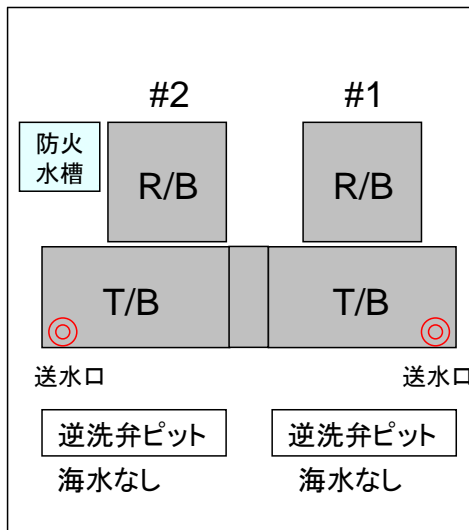 #2 #1
防火
水槽
R/B R/B
T/B T/B
送水口 送水口
逆洗弁ピット 逆洗弁ピット
海水なし 海水なし